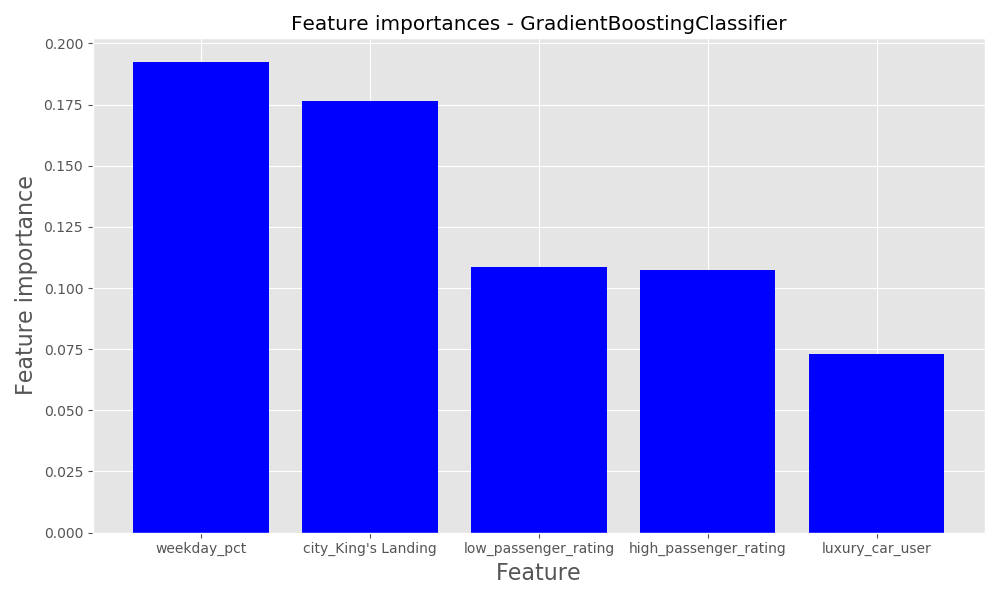 Feature importances - GradientBoostingClassifier
Feature importance
0.200
0.175
0.150
0.125
0.100
0.075
0.050
0.025
0.000
weekday_pct
city_King's Landing
low_passenger_rating
high_passenger_rating
luxury_car_user
Feature